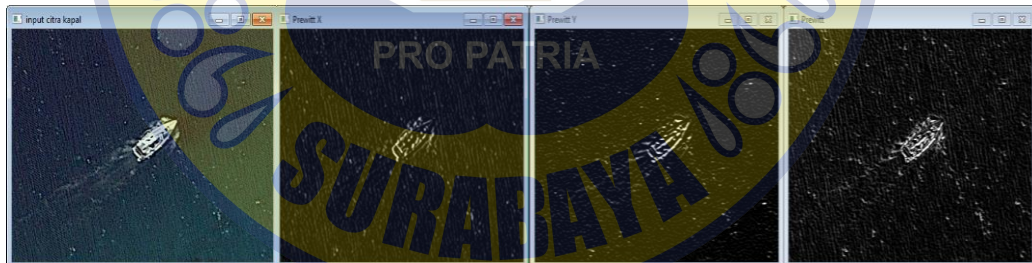 input citra kapal
Prewitt X
Prewitt Y
Prewitt
PRO PATRIA
SURABAYA